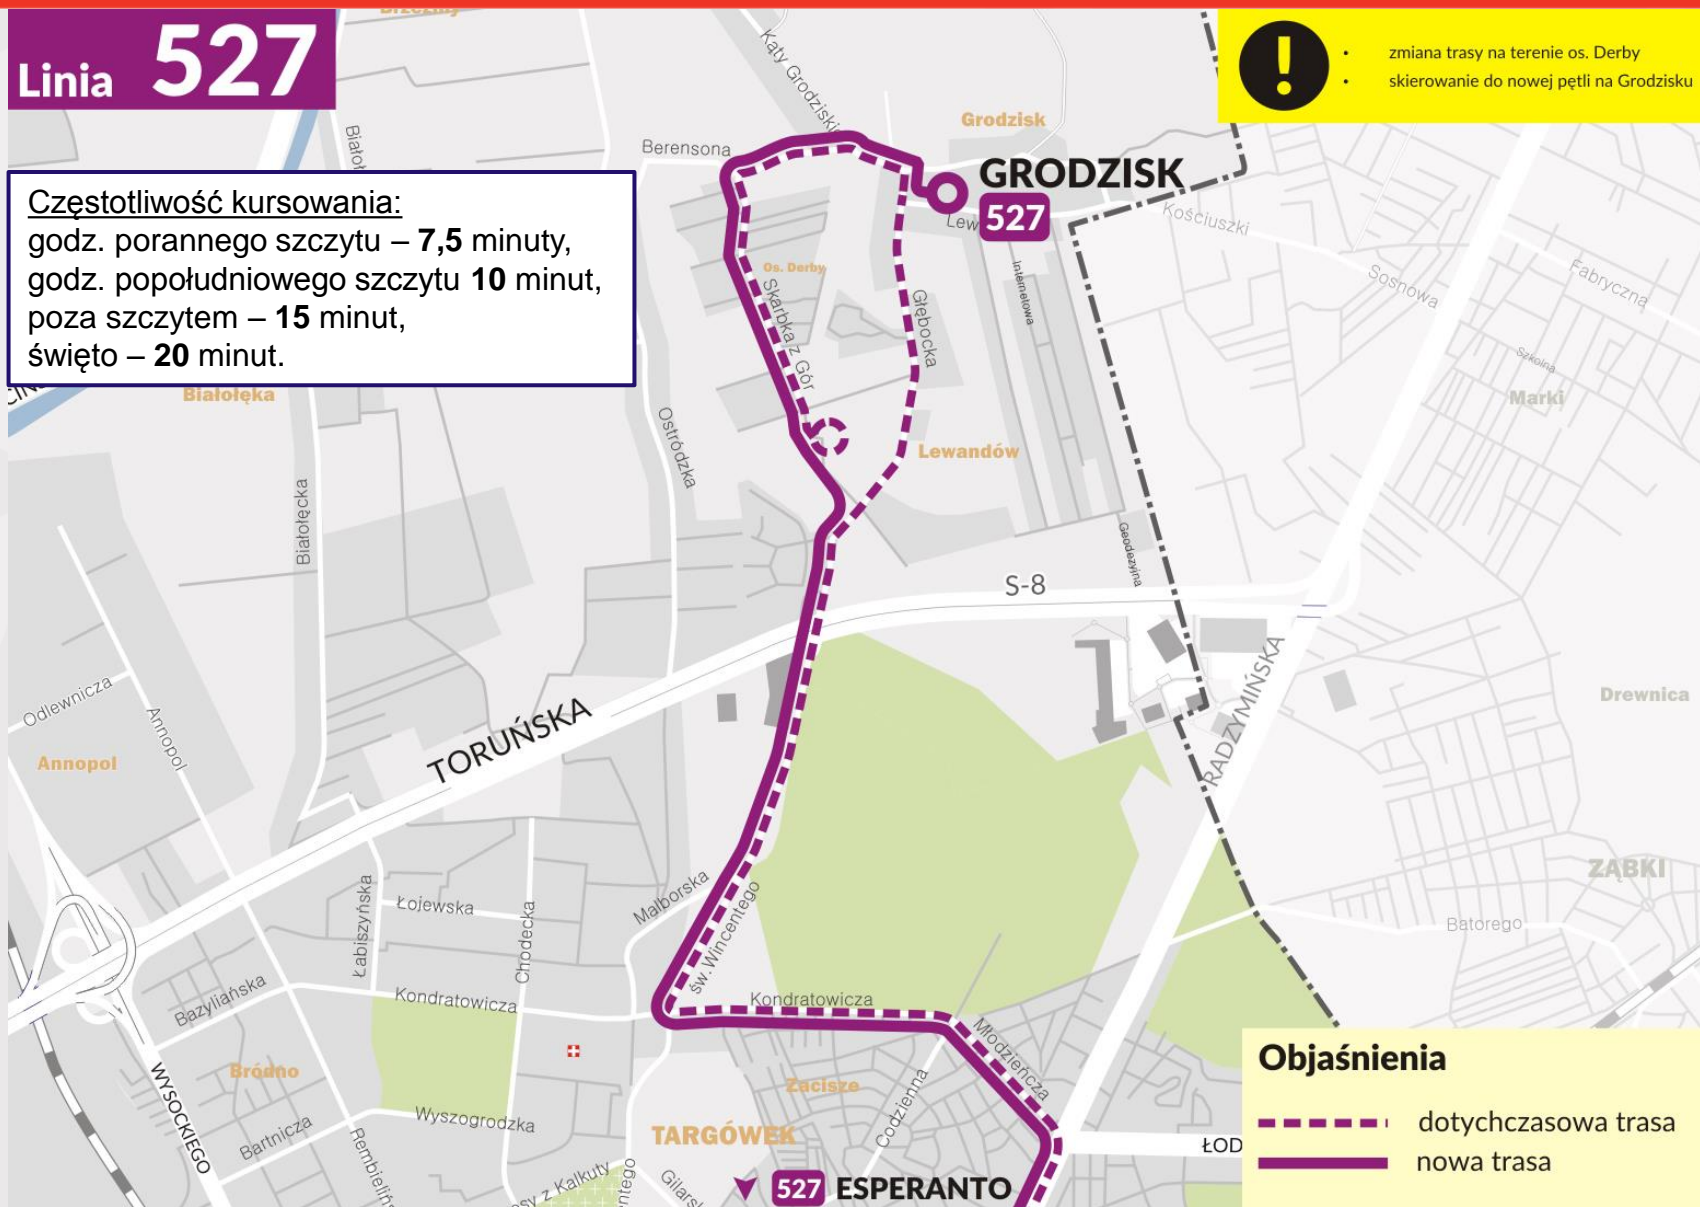 Linia 527
zmiana trasy na terenie os. Derby
skierowanie do nowej pętli na Grodzisku
Częstotliwość kursowania:
godz. porannego szczytu – 7,5 minuty,
godz. popołudniowego szczytu 10 minut,
poza szczytem – 15 minut,
święto – 20 minut.
Kąty Grodziskie
Grodzisk
Berensona
GRODZISK
527
Kościuszki
Sosnowa
Fabryczna
Szkolna
Marki
Internetowa
Os. Derby
Skarbka z Gór
Głębocka
Lewandów
Białołęka
Ostródzka
Białołęcka
Geodezyjna
S-8
TORUŃSKA
RADZYMIŃSKA
Drewnica
Odlewnicza
Annopol
Annopol
ZĄBKI
Batorego
Malborska
św. Wincentego
Łabiszyńska
Łojewska
Chodecka
Bazyliańska
Kondratowicza
Kondratowicza
Młodzieńcza
Bródno
Zacisze
Codzienna
WYSOCKIEGO
Bartnicza
Wyszogrodzka
TARGÓWEK
527 ESPERANTO
Objaśnienia
dotychczasowa trasa
nowa trasa